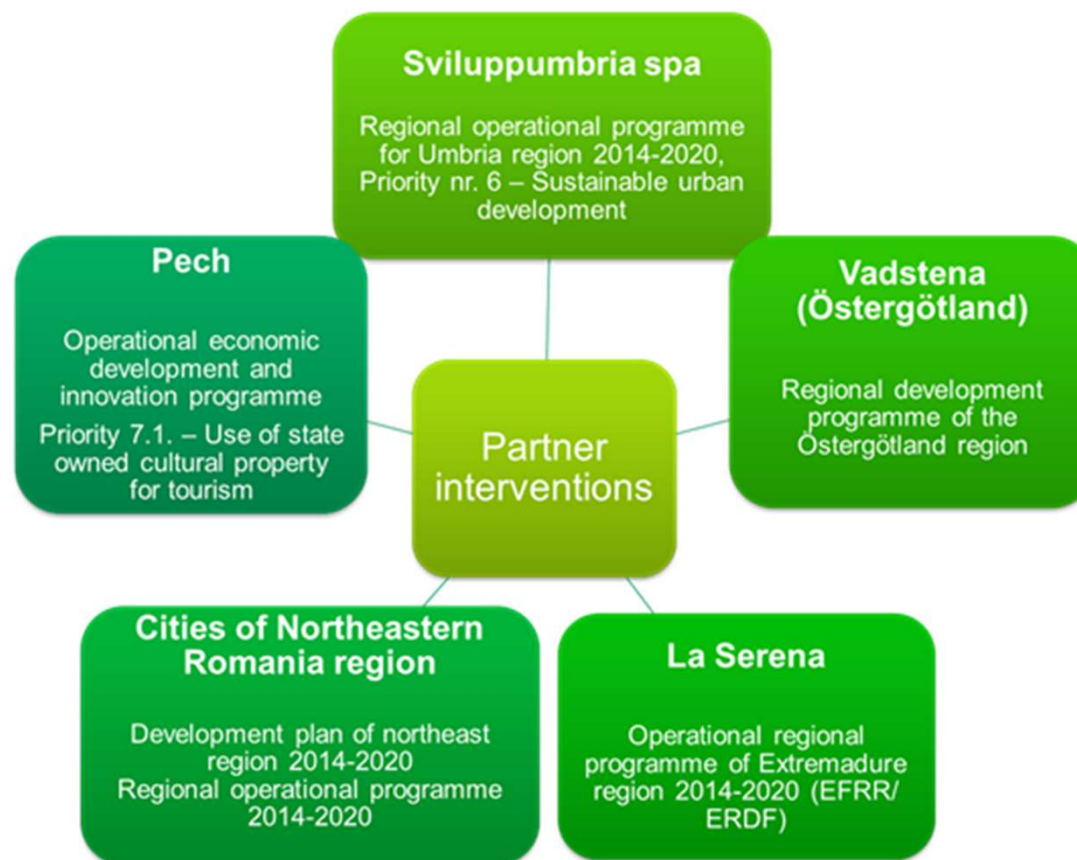 Sviluppumbria spa
Regional operational programme
for Umbria region 2014-2020,
Priority nr. 6 – Sustainable urban
development
Pech
Operational economic
development and
innovation programme
Priority 7.1. – Use of state
owned cultural property
for tourism
Vadstena
(Östergötland)
Regional development
programme of the
Östergötland region
Partner
interventions
Cities of Northeastern
Romania region
Development plan of northeast
region 2014-2020
Regional operational programme
2014-2020
La Serena
Operational regional
programme of Extremadure
region 2014-2020 (EFRR/
ERDF)